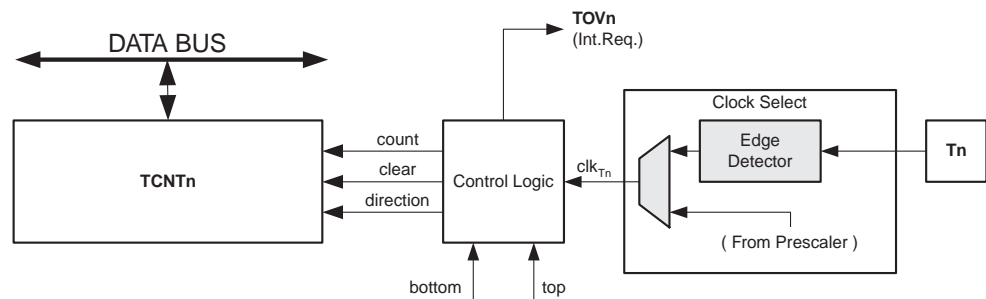 TOVn
(Int.Req.)
DATA BUS
Clock Select
count
Edge
Detector
Tn
TCNTn
clear
Control Logic
clkTn
direction
( From Prescaler )
bottom
top